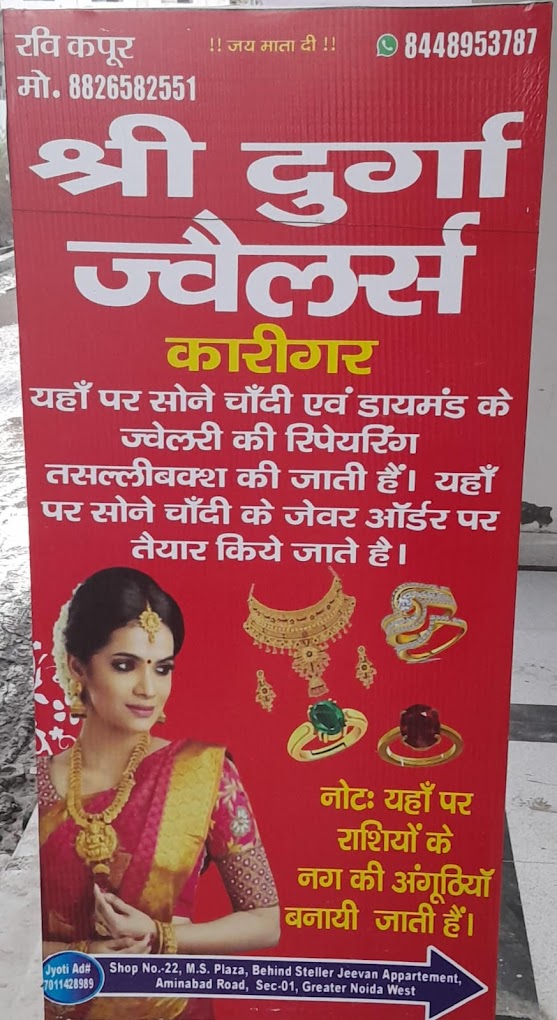 रवि कपूर
!! जय माता दी !!
8448953787
मो. 8826582551
श्री दुर्गा
ज्वैलर्स
कारीगर
यहाँ पर सोने चाँदी एवं डायमंड के
ज्वेलरी की रिपेयरिंग
तसल्लीबक्श की जाती हैं। यहाँ
पर सोने चाँदी के जेवर ऑर्डर पर
तैयार किये जाते है।
नोटः यहाँ पर
राशियों के
नग की अंगूठियाँ
बनायी जाती हैं।
Jyoti Ad#
7011428989
Shop No.-22, M.S. Plaza, Behind Steller Jeevan Appartement,
Aminabad Road, Sec-01, Greater Noida West